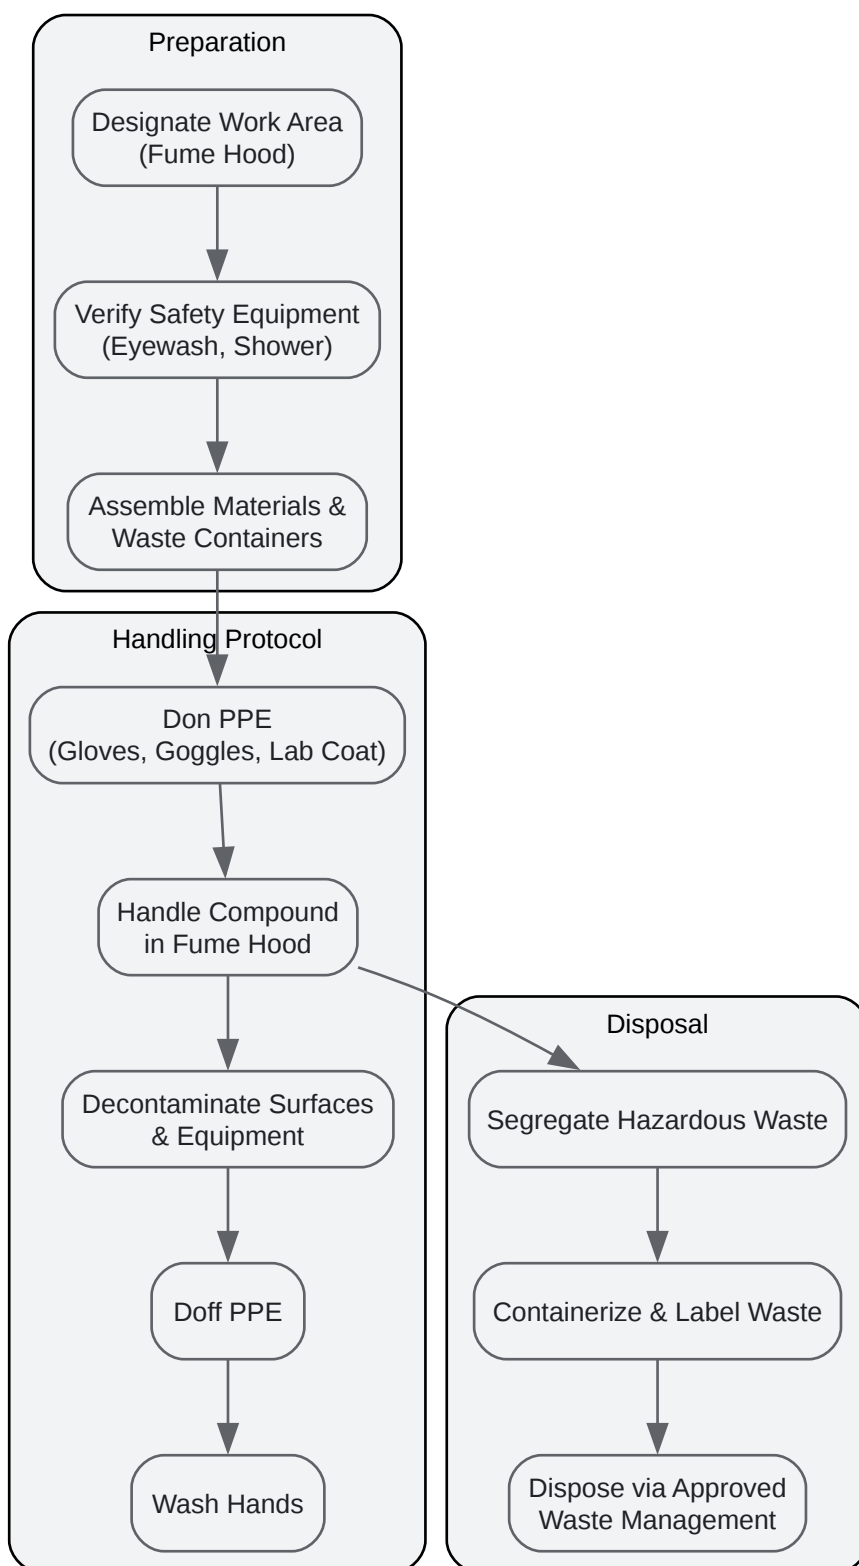 Preparation
Designate Work Area
(Fume Hood)
Verify Safety Equipment
(Eyewash, Shower)
Assemble Materials &
Waste Containers
Handling Protocol
Don PPE
(Gloves, Goggles, Lab Coat)
Handle Compound
in Fume Hood
Decontaminate Surfaces
& Equipment
Doff PPE
Wash Hands
Disposal
Segregate Hazardous Waste
Containerize & Label Waste
Dispose via Approved
Waste Management